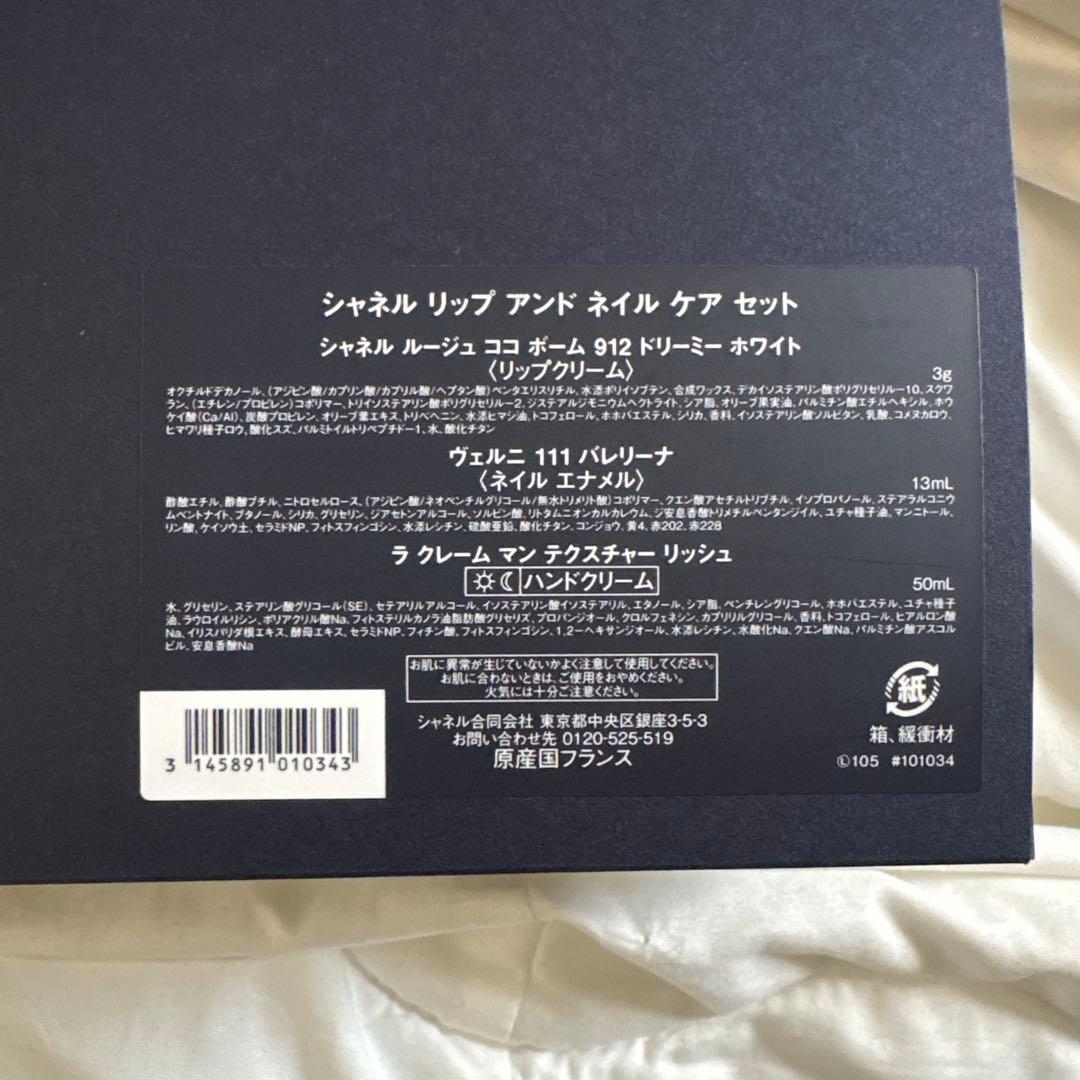 シャネル リップ アンド ネイル ケア セット
シャネル ルージュ ココ ボーム 912 ドリーミー ホワイト
〈リップクリーム〉 3g
オクチルドデカノール、(アジピン酸/カプリン酸/カプリル酸/ヘプタン酸)ペンタエリスリチル、水添ポリイソブテン、合成ワックス、デカイソステアリン酸ポリグリセリル-10、スクワ
ラン、(エチレン/プロピレン)コポリマー、トリイソステアリン酸ポリグリセリル-2、ジステアルジモニウムヘクトライト、シア脂、オリーブ果実油、パルミチン酸エチルヘキシル、ホウ
ケイ酸(Ca/Al)、炭酸プロピレン、オリーブ葉エキス、トリベヘニン、水添ヒマシ油、トコフェロール、ホホバエステル、シリカ、香料、イソステアリン酸ソルビタン、乳酸、コメヌカロウ、
ヒマワリ種子ロウ、酸化スズ、パルミトイルトリペプチド-1、水、酸化チタン
ヴェルニ 111 バレリーナ
〈ネイル エナメル〉 13mL
酢酸エチル、酢酸ブチル、ニトロセルロース、(アジピン酸/ネオペンチルグリコール/無水トリメリト酸)コポリマー、クエン酸アセチルトリブチル、イソプロパノール、ステアラルコニウ
ムベントナイト、ブタノール、シリカ、グリセリン、ジアセトンアルコール、ソルビン酸、リトタムニオンカルカレウム、ジ安息香酸トリメチルペンタンジイル、ユチャ種子油、マンニトール、
リン酸、ケイソウ土、セラミドNP、フィトスフィンゴシン、水添レシチン、硫酸亜鉛、酸化チタン、コンジョウ、黄4、赤202、赤228
ラ クレーム マン テクスチャー リッシュ
ハンドクリーム 50mL
水、グリセリン、ステアリン酸グリコール(SE)、セテアリルアルコール、イソステアリン酸イソステアリル、エタノール、シア脂、ペンチレングリコール、ホホバエステル、ユチャ種子
油、ラウロイルリシン、ポリアクリル酸Na、フィトステリルカノラ油脂肪酸グリセリズ、プロパンジオール、クロルフェネシン、カプリリルグリコール、香料、トコフェロール、ヒアルロン酸
Na、イリスパリダ根エキス、酵母エキス、セラミドNP、フィチン酸、フィトスフィンゴシン、1,2-ヘキサンジオール、水添レシチン、水酸化Na、クエン酸Na、パルミチン酸アスコル
ビル、安息香酸Na
お肌に異常が生じていないかよく注意して使用してください。
お肌に合わないときは、ご使用をおやめください。
火気には十分ご注意ください。
シャネル合同会社 東京都中央区銀座3-5-3
お問い合わせ先 0120-525-519
原産国フランス
紙
箱、緩衝材
Ⓛ105 #101034
3 145891 010343